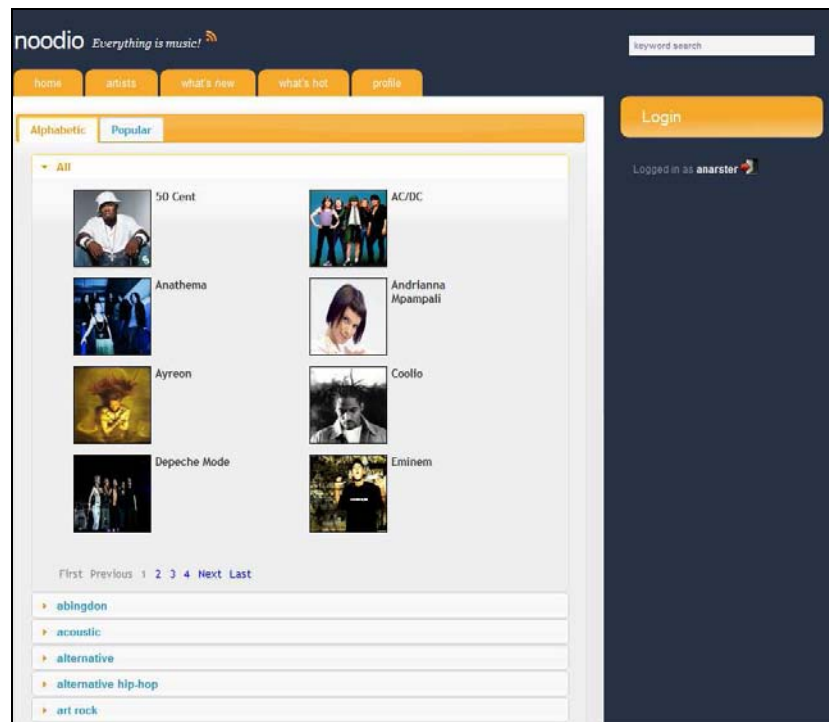 noodio Everything is music!
keyword search
home artists what's new what's hot profile
Login
Logged in as anarster
Alphabetic Popular
All
50 Cent
AC/DC
Anathema
Andrianna
Mpampali
Ayreon
Coolio
Depeche Mode
Eminem
First Previous 1 2 3 4 Next Last
abingdon
acoustic
alternative
alternative hip-hop
art rock